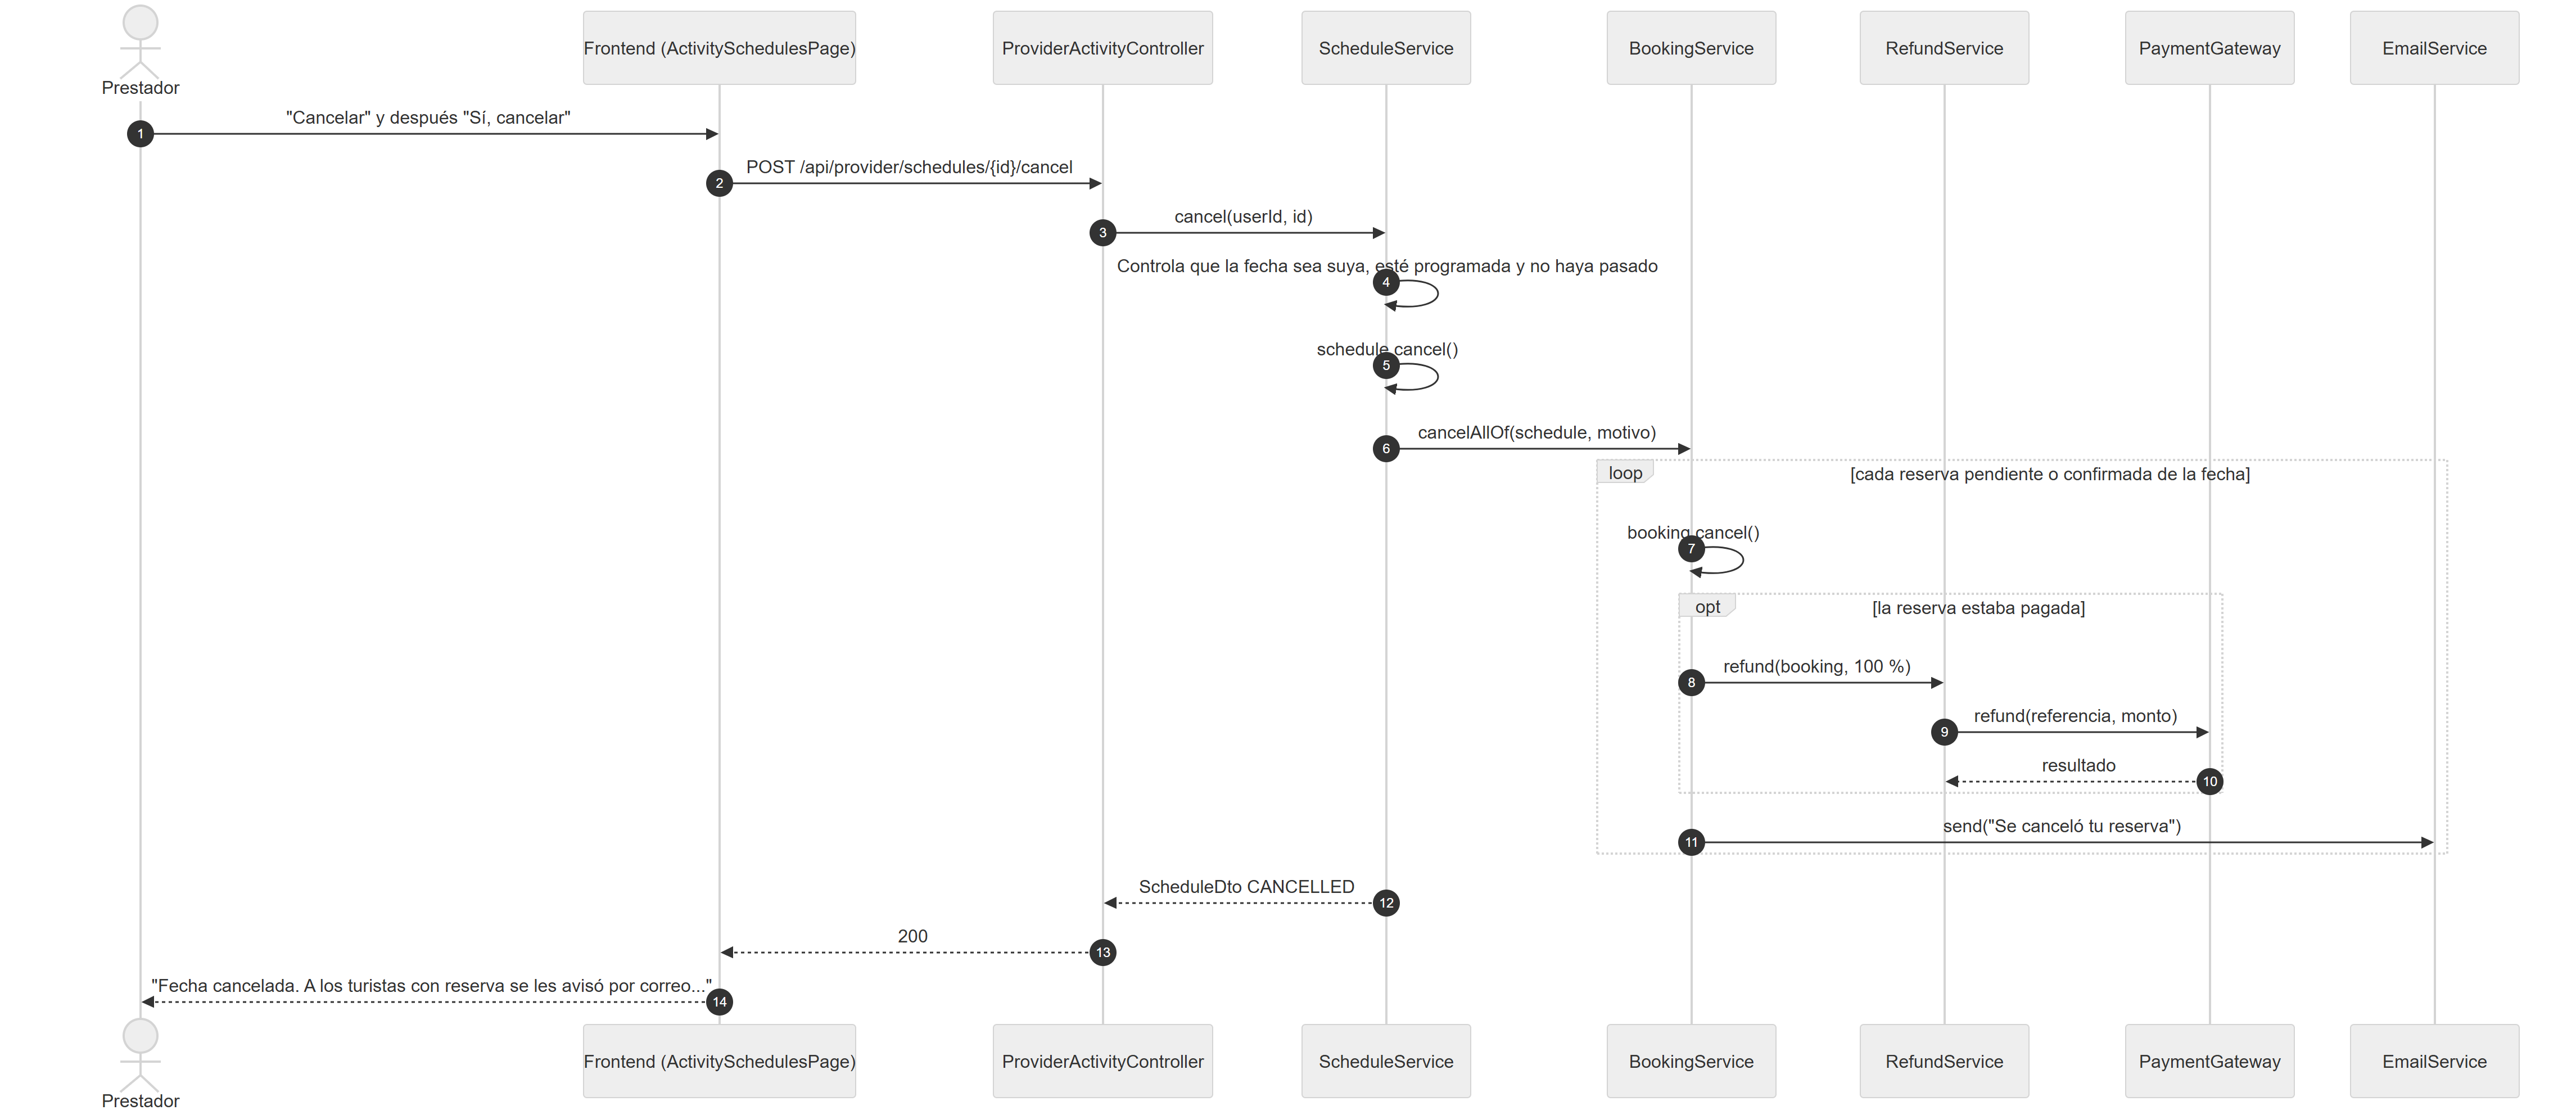 Prestador
Frontend (ActivitySchedulesPage)
ProviderActivityController
ScheduleService
BookingService
RefundService
PaymentGateway
EmailService
"Cancelar" y después "Sí, cancelar"
1
POST /api/provider/schedules/{id}/cancel
2
cancel(userId, id)
3
Controla que la fecha sea suya, esté programada y no haya pasado
4
schedule.cancel()
5
cancelAllOf(schedule, motivo)
6
loop
[cada reserva pendiente o confirmada de la fecha]
booking.cancel()
7
opt
[la reserva estaba pagada]
refund(booking, 100 %)
8
refund(referencia, monto)
9
resultado
10
send("Se canceló tu reserva")
11
ScheduleDto CANCELLED
12
200
13
"Fecha cancelada. A los turistas con reserva se les avisó por correo..."
14
Prestador
Frontend (ActivitySchedulesPage)
ProviderActivityController
ScheduleService
BookingService
RefundService
PaymentGateway
EmailService